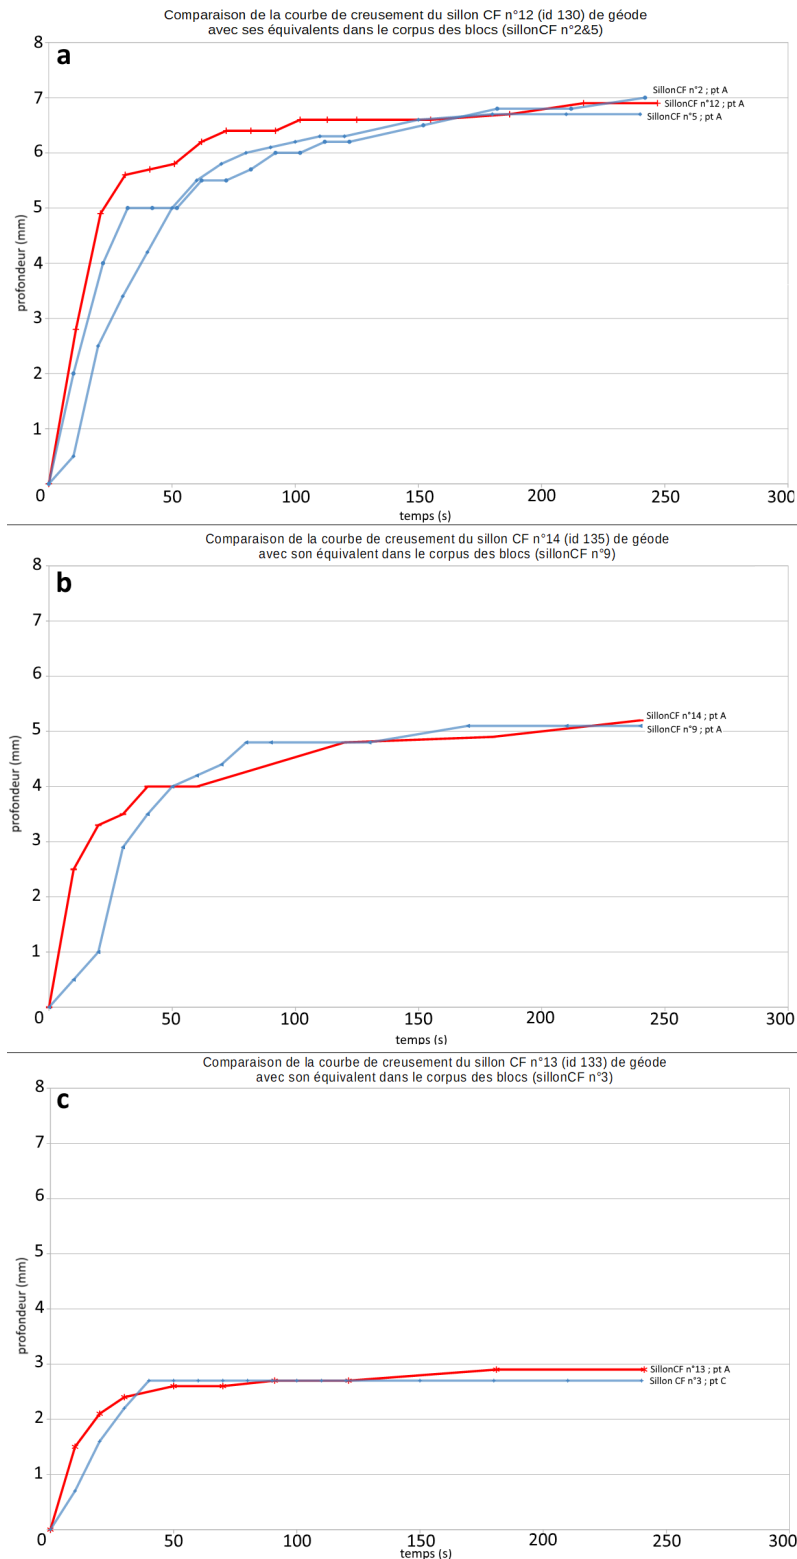 Comparaison de la courbe de creusement du sillon CF n°12 (id 130) de géode
avec ses équivalents dans le corpus des blocs (sillonCF n°2&5)
a
8
7
6
5
4
3
2
1
0
50
100
150
200
250
300
profondeur (mm)
temps (s)
SillonCF n°2 ; pt A
SillonCF n°12 ; pt A
SillonCF n°5 ; pt A
Comparaison de la courbe de creusement du sillon CF n°14 (id 135) de géode
avec son équivalent dans le corpus des blocs (sillonCF n°9)
b
8
7
6
5
4
3
2
1
0
50
100
150
200
250
300
profondeur (mm)
temps (s)
SillonCF n°14 ; pt A
SillonCF n°9 ; pt A
Comparaison de la courbe de creusement du sillon CF n°13 (id 133) de géode
avec son équivalent dans le corpus des blocs (sillonCF n°3)
c
8
7
6
5
4
3
2
1
0
50
100
150
200
250
300
profondeur (mm)
temps (s)
SillonCF n°13 ; pt A
Sillon CF n°3 ; pt C